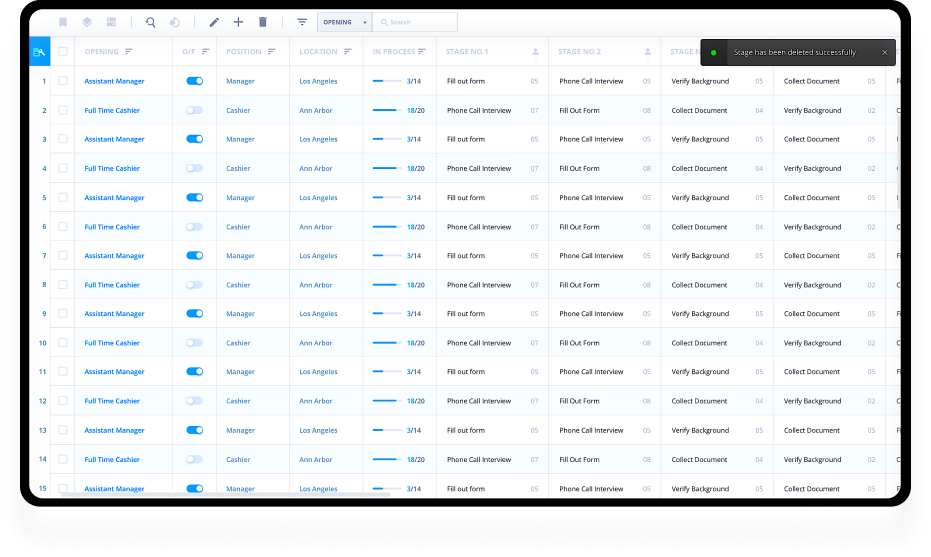 OPENING Search
OPENING O/F POSITION LOCATION IN PROCESS STAGE NO.1 STAGE NO.2 STAGE
Stage has been deleted successfully
1 Assistant Manager Manager Los Angeles 3/14 Fill out form 05 Phone Call Interview 05 Verify Background 05 Collect Document 05
2 Full Time Cashier Cashier Ann Arbor 18/20 Phone Call Interview 07 Fill Out Form 08 Collect Document 04 Verify Background 02
3 Assistant Manager Manager Los Angeles 3/14 Fill out form 05 Phone Call Interview 05 Verify Background 05 Collect Document 05
4 Full Time Cashier Cashier Ann Arbor 18/20 Phone Call Interview 07 Fill Out Form 08 Collect Document 04 Verify Background 02
5 Assistant Manager Manager Los Angeles 3/14 Fill out form 05 Phone Call Interview 05 Verify Background 05 Collect Document 05
6 Full Time Cashier Cashier Ann Arbor 18/20 Phone Call Interview 07 Fill Out Form 08 Collect Document 04 Verify Background 02
7 Assistant Manager Manager Los Angeles 3/14 Fill out form 05 Phone Call Interview 05 Verify Background 05 Collect Document 05
8 Full Time Cashier Cashier Ann Arbor 18/20 Phone Call Interview 07 Fill Out Form 08 Collect Document 04 Verify Background 02
9 Assistant Manager Manager Los Angeles 3/14 Fill out form 05 Phone Call Interview 05 Verify Background 05 Collect Document 05
10 Full Time Cashier Cashier Ann Arbor 18/20 Phone Call Interview 07 Fill Out Form 08 Collect Document 04 Verify Background 02
11 Assistant Manager Manager Los Angeles 3/14 Fill out form 05 Phone Call Interview 05 Verify Background 05 Collect Document 05
12 Full Time Cashier Cashier Ann Arbor 18/20 Phone Call Interview 07 Fill Out Form 08 Collect Document 04 Verify Background 02
13 Assistant Manager Manager Los Angeles 3/14 Fill out form 05 Phone Call Interview 05 Verify Background 05 Collect Document 05
14 Full Time Cashier Cashier Ann Arbor 18/20 Phone Call Interview 07 Fill Out Form 08 Collect Document 04 Verify Background 02
15 Assistant Manager Manager Los Angeles 3/14 Fill out form 05 Phone Call Interview 05 Verify Background 05 Collect Document 05